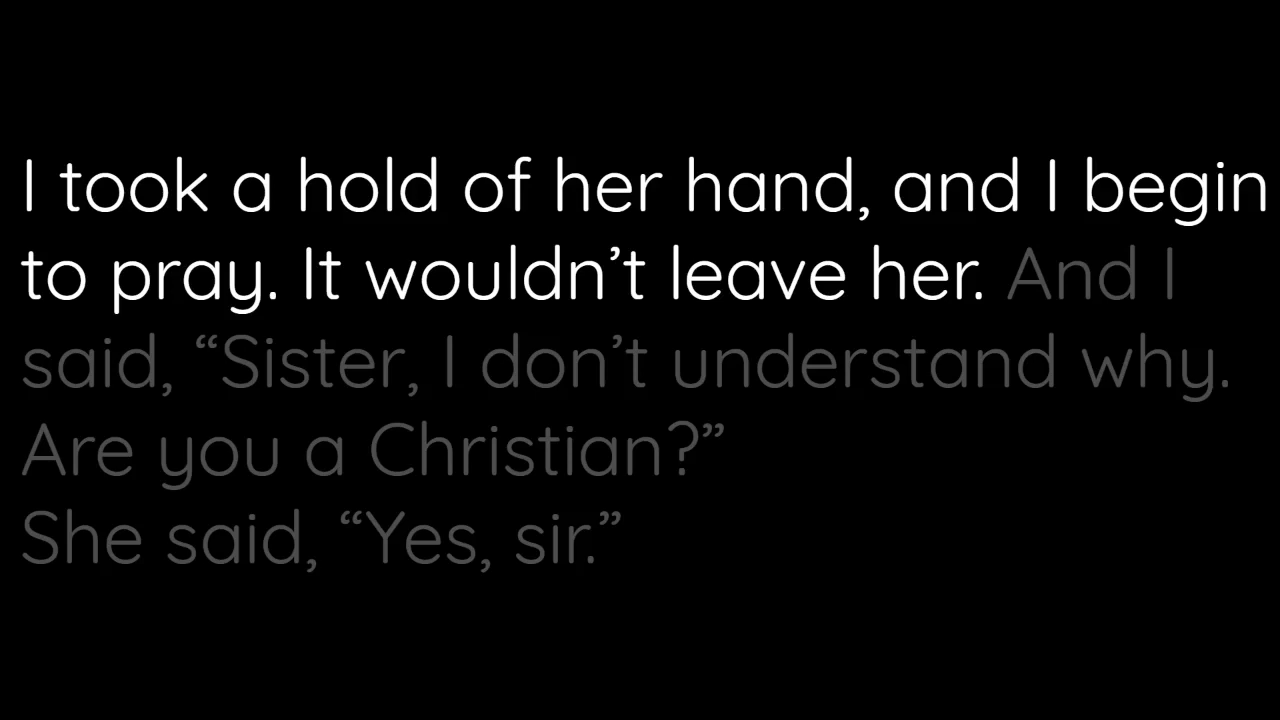 I took a hold of her hand, and I begin
to pray. It wouldn’t leave her. And I
said, “Sister, I don’t understand why.
Are you a Christian?”
She said, “Yes, sir.”